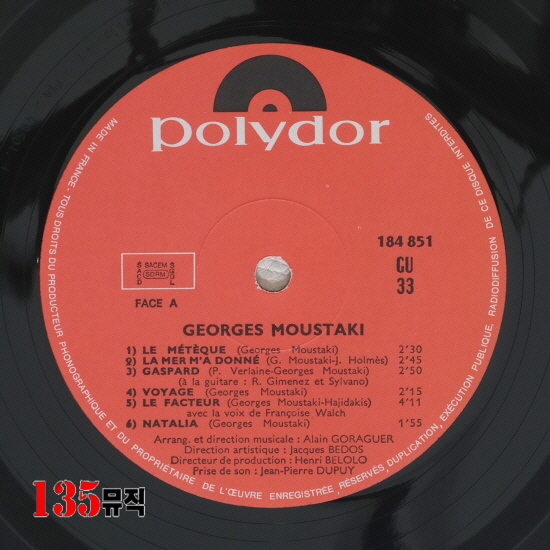 polydor
MADE IN FRANCE - TOUS DROITS DU PRODUCTEUR PHONOGRAPHIQUE ET DU PROPRIÉTAIRE DE L'ŒUVRE ENREGISTRÉE, RÉSERVÉS, DUPLICATION, EXÉCUTION PUBLIQUE, RADIODIFFUSION DE CE DISQUE INTERDITES
184 851
SACEM
SACD
SDRM
SGDL
GU
33
FACE A
GEORGES MOUSTAKI
1) LE MÉTÈQUE (Georges Moustaki) 2'30
2) LA MER M'A DONNÉ (G. Moustaki-J. Holmès) 2'45
3) GASPARD (P. Verlaine-Georges Moustaki) 2'50
(à la guitare : R. Gimenez et Sylvano)
4) VOYAGE (Georges Moustaki) 2'15
5) LE FACTEUR (Georges Moustaki-Hajidakis) 4'11
avec la voix de Françoise Walch
6) NATALIA (Georges Moustaki) 1'55
Arrang. et direction musicale : Alain GORAGUER
Direction artistique : Jacques BEDOS
Directeur de production : Henri BELOLO
Prise de son : Jean-Pierre DUPUY
135뮤직